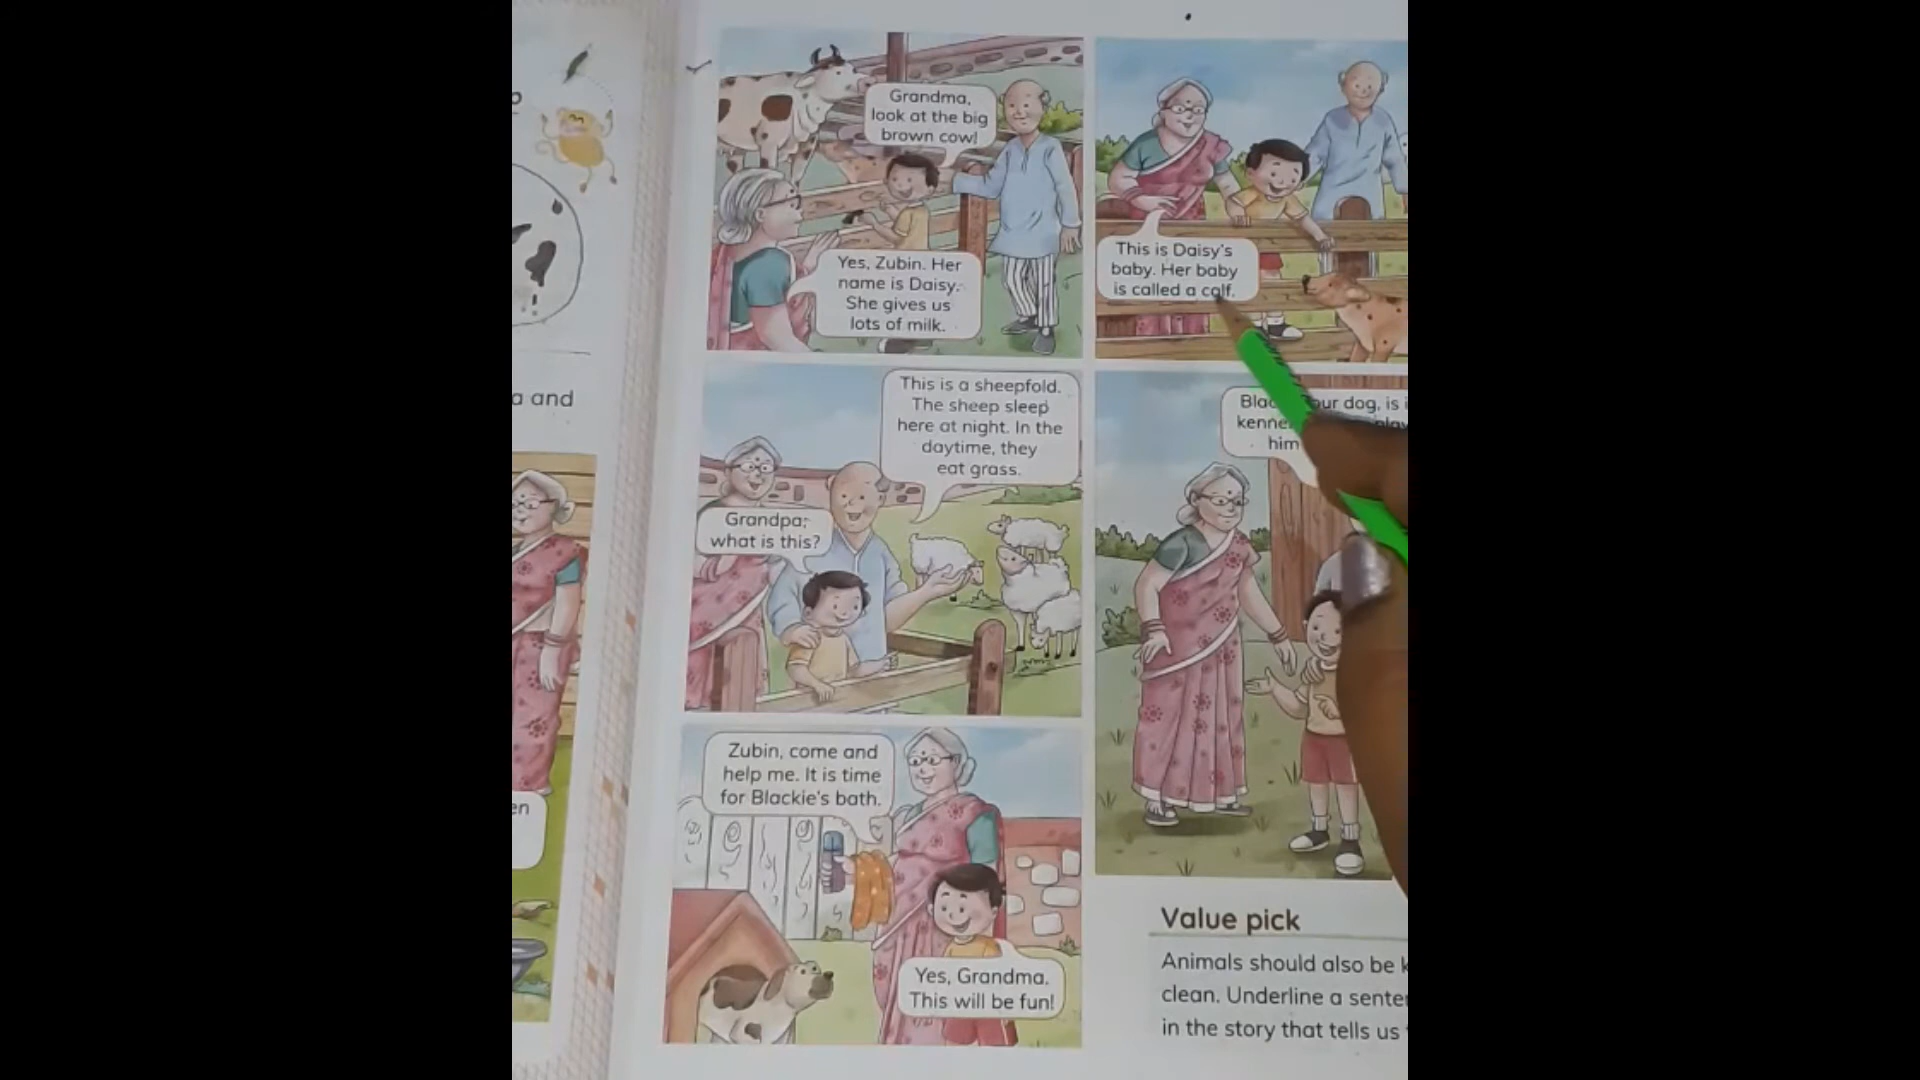 a and
en
Grandma,
look at the big
brown cow!
Yes, Zubin. Her
name is Daisy.
She gives us
lots of milk.
This is Daisy's
baby. Her baby
is called a calf.
This is a sheepfold.
The sheep sleep
here at night. In the
daytime, they
eat grass.
Grandpa,
what is this?
our dog, is
him
Zubin, come and
help me. It is time
for Blackie's bath.
Yes, Grandma.
This will be fun!
Value pick
Animals should also be
clean. Underline a
in the story that tells us